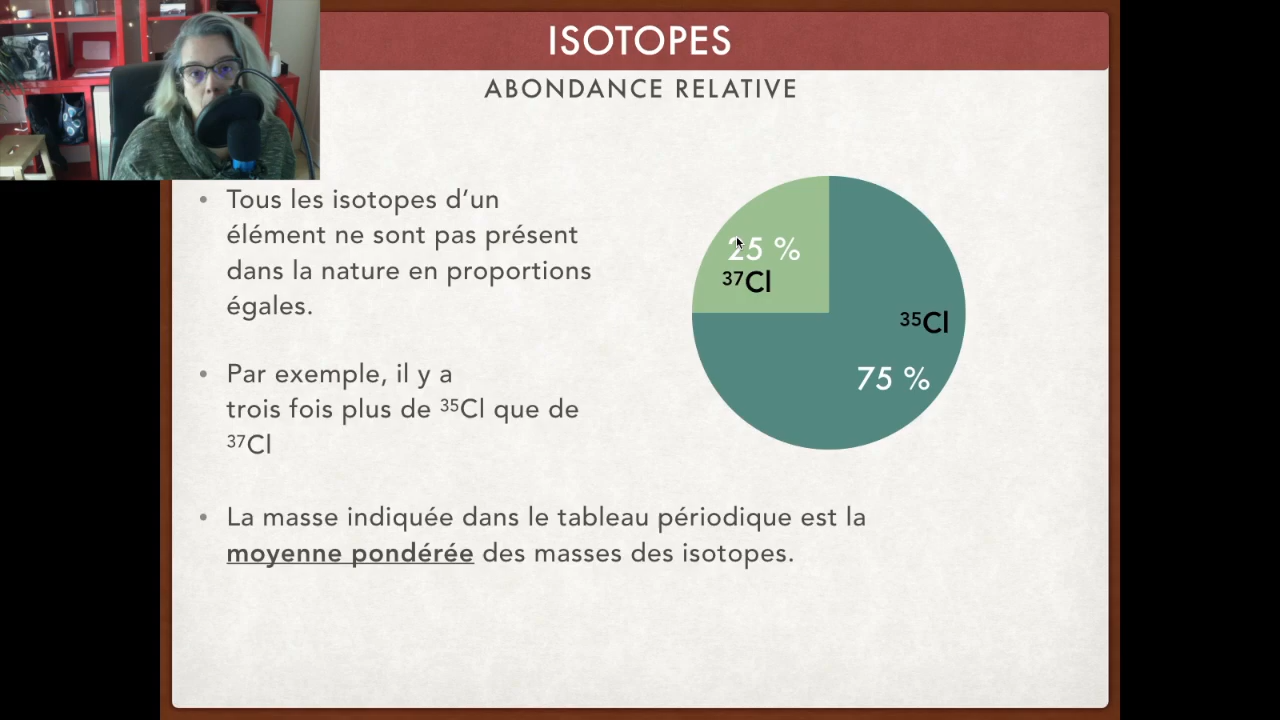 ISOTOPES
ABONDANCE RELATIVE
• Tous les isotopes d’un
élément ne sont pas présent
dans la nature en proportions
égales.
• Par exemple, il y a
trois fois plus de ³⁵Cl que de
³⁷Cl
25 %
³⁷Cl
³⁵Cl
75 %
• La masse indiquée dans le tableau périodique est la
moyenne pondérée des masses des isotopes.